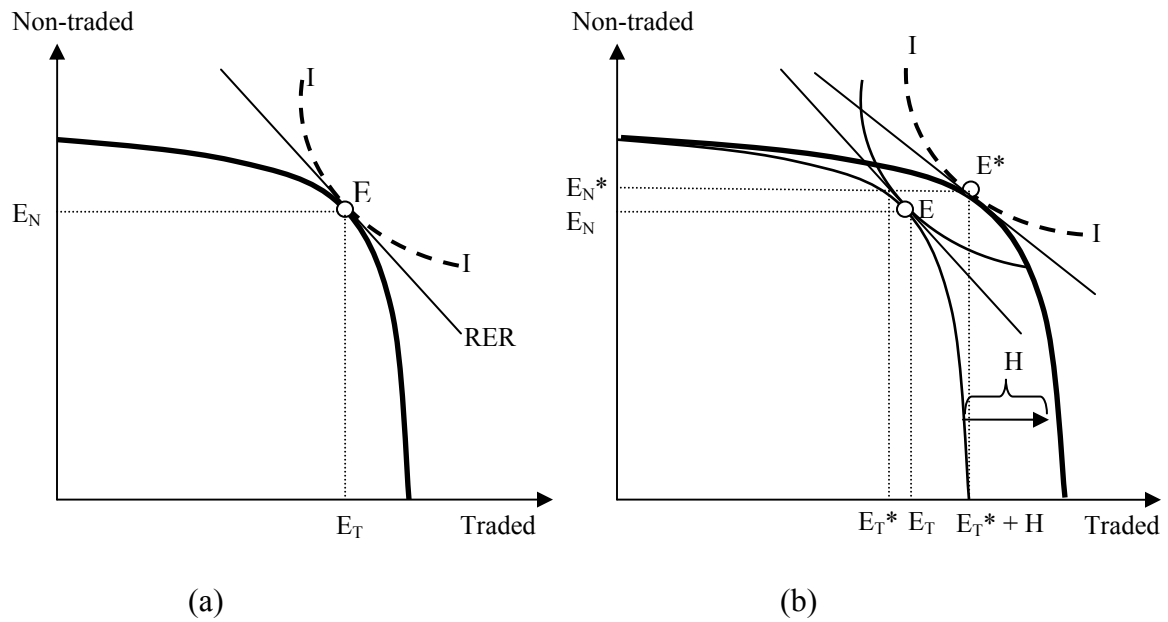 Non-traded
I
E
E_N
I
RER
E_T
Traded
(a)
Non-traded
I
E*
E_N*
E_N
E
I
H
E_T*
E_T
E_T* + H
Traded
(b)